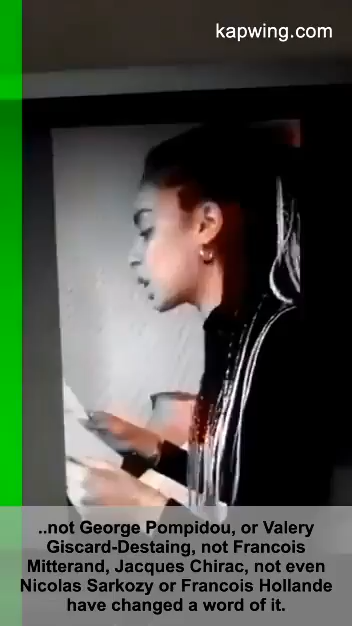 kapwing.com
..not George Pompidou, or Valery
Giscard-Destaing, not Francois
Mitterand, Jacques Chirac, not even
Nicolas Sarkozy or Francois Hollande
have changed a word of it.